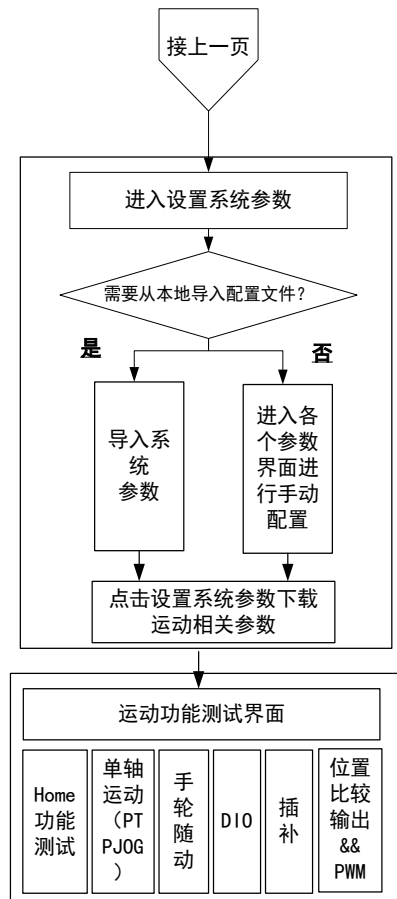 接上一页
进入设置系统参数
需要从本地导入配置文件？
是
否
导入系
统
参数
进入各
个参数
界面进
行手动
配置
点击设置系统参数下载
运动相关参数
运动功能测试界面
Home
功能
测试
单轴
运动
（PT
PJOG
）
手
轮
随
动
DIO
插
补
位置
比较
输出
&&
PWM